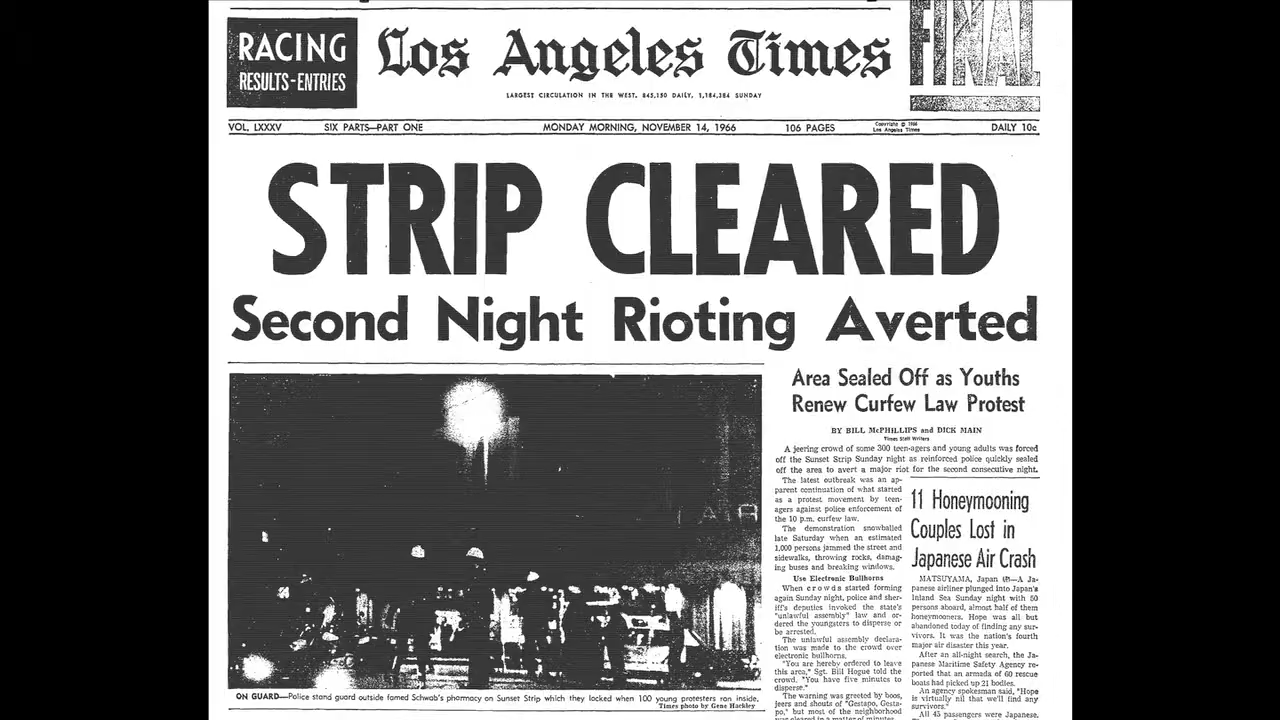 RACING
RESULTS-ENTRIES
Los Angeles Times
FINAL
LARGEST CIRCULATION IN THE WEST. 845,150 DAILY, 1,184,384 SUNDAY
VOL. LXXXV SIX PARTS—PART ONE MONDAY MORNING, NOVEMBER 14, 1966 106 PAGES Copyright © 1966 Los Angeles Times DAILY 10c
STRIP CLEARED
Second Night Rioting Averted
ON GUARD—Police stand guard outside famed Schwab's pharmacy on Sunset Strip which they locked when 100 young protesters ran inside.
Times photo by Gene Hackley
Area Sealed Off as Youths
Renew Curfew Law Protest
BY BILL McPHILLIPS and DICK MAIN
Times Staff Writers
A jeering crowd of some 300 teen-agers and young adults was forced
off the Sunset Strip Sunday night as reinforced police quickly sealed
off the area to avert a major riot for the second consecutive night.
The latest outbreak was an ap-
parent continuation of what started
as a protest movement by teen-
agers against police enforcement of
the 10 p.m. curfew law.
The demonstration snowballed
late Saturday when an estimated
1,000 persons jammed the street and
sidewalks, throwing rocks, damag-
ing buses and breaking windows.
Use Electronic Bullhorns
When crowds started forming
again Sunday night, police and sher-
iff's deputies invoked the state's
"unlawful assembly" law and or-
dered the youngsters to disperse or
be arrested.
The unlawful assembly declara-
tion was made to the crowd over
electronic bullhorns.
"You are hereby ordered to leave
this area," Sgt. Bill Hogue told the
crowd. "You have five minutes to
disperse."
The warning was greeted by boos,
jeers and shouts of "Gestapo, Gesta-
po," but most of the neighborhood
was cleared in a matter of minutes.
11 Honeymooning
Couples Lost in
Japanese Air Crash
MATSUYAMA, Japan (AP)—A Ja-
panese airliner plunged into Japan's
Inland Sea Sunday night with 50
persons aboard, almost half of them
honeymooners. Hope was all but
abandoned today of finding any sur-
vivors. It was the nation's fourth
major air disaster this year.
After an all-night search, the Ja-
panese Maritime Safety Agency re-
ported that an armada of 60 rescue
boats had picked up 21 bodies.
An agency spokesman said, "Hope
is virtually nil that we'll find any
survivors."
All 45 passengers were Japanese.